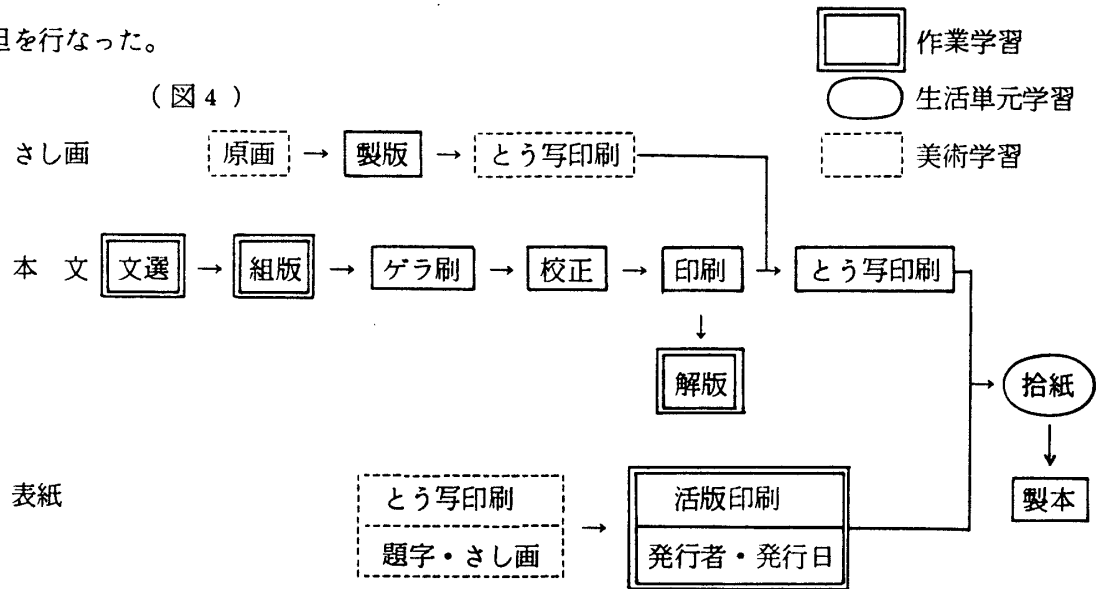 担を行なった。
作業学習
(図4)
生活単元学習
さし画 原画 → 製版 → とう写印刷
美術学習
本文 文選 → 組版 → ゲラ刷 → 校正 → 印刷 → とう写印刷
↓
解版
→ 拾紙
↓
製本
表紙
とう写印刷
題字・さし画
→
活版印刷
発行者・発行日